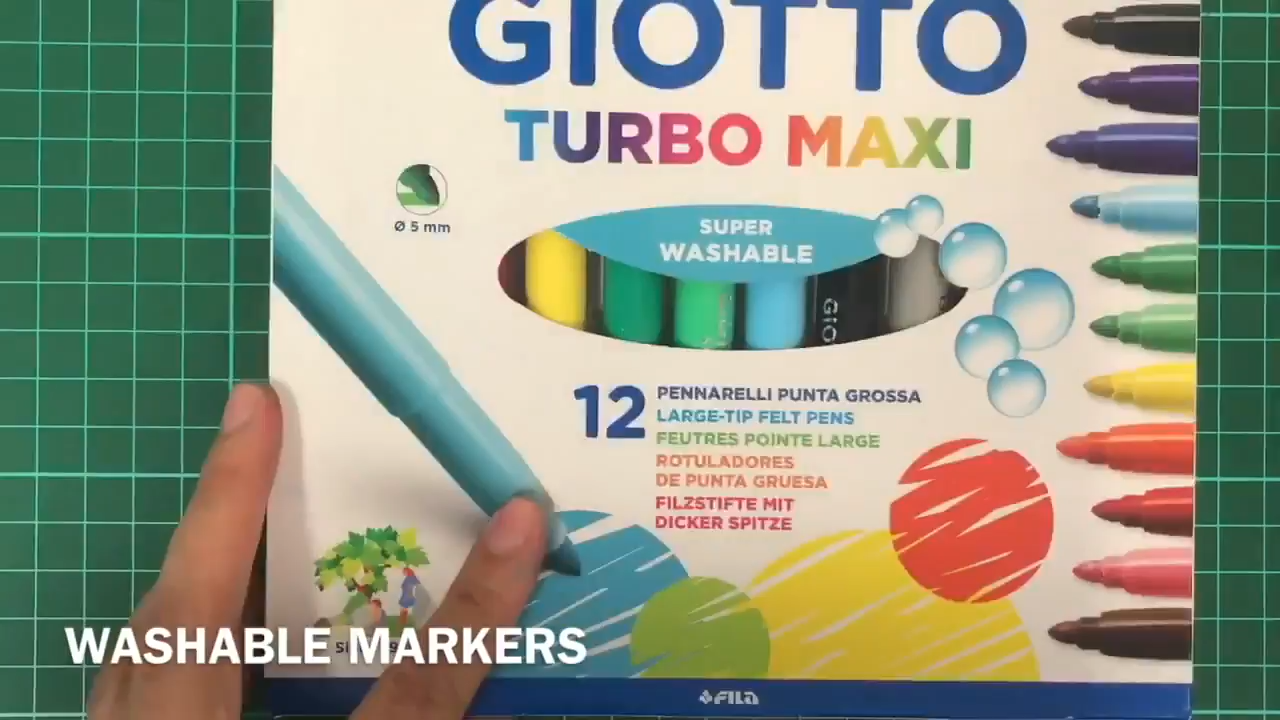 GIOTTO
TURBO MAXI
Ø 5 mm
SUPER
WASHABLE
GIO
12
PENNARELLI PUNTA GROSSA
LARGE-TIP FELT PENS
FEUTRES POINTE LARGE
ROTULADORES
DE PUNTA GRUESA
FILZSTIFTE MIT
DICKER SPITZE
WASHABLE MARKERS
FILA